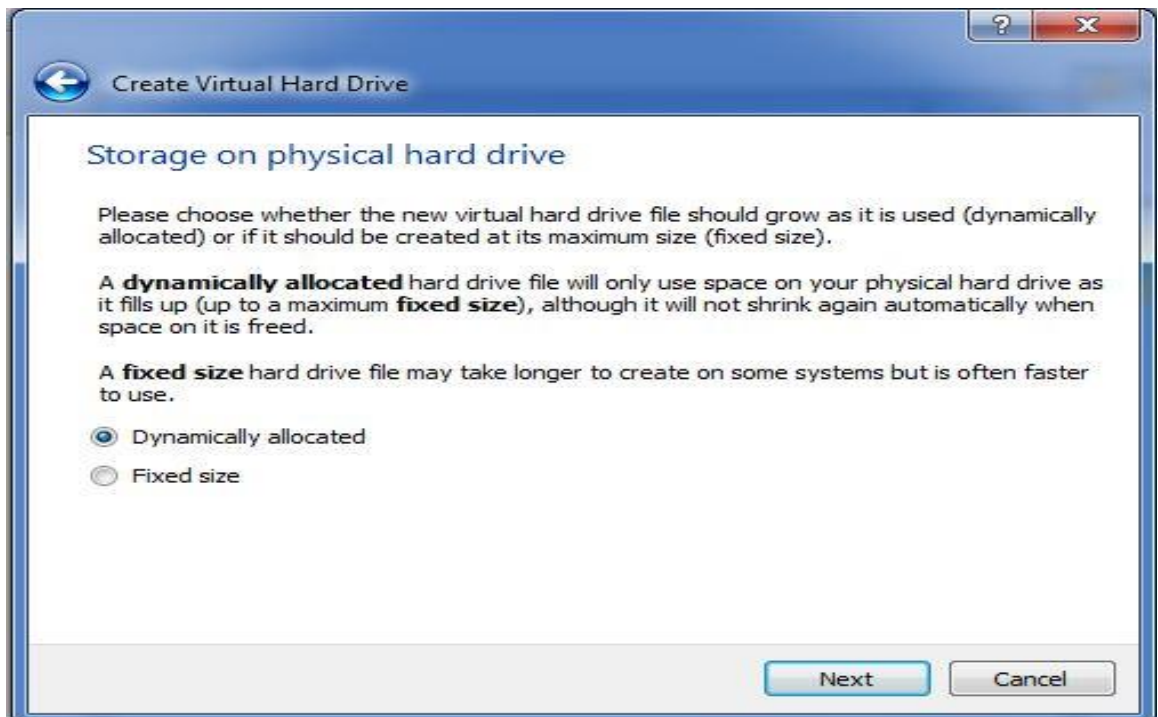 ?
X
Create Virtual Hard Drive
Storage on physical hard drive
Please choose whether the new virtual hard drive file should grow as it is used (dynamically
allocated) or if it should be created at its maximum size (fixed size).
A dynamically allocated hard drive file will only use space on your physical hard drive as
it fills up (up to a maximum fixed size), although it will not shrink again automatically when
space on it is freed.
A fixed size hard drive file may take longer to create on some systems but is often faster
to use.
Dynamically allocated
Fixed size
Next
Cancel